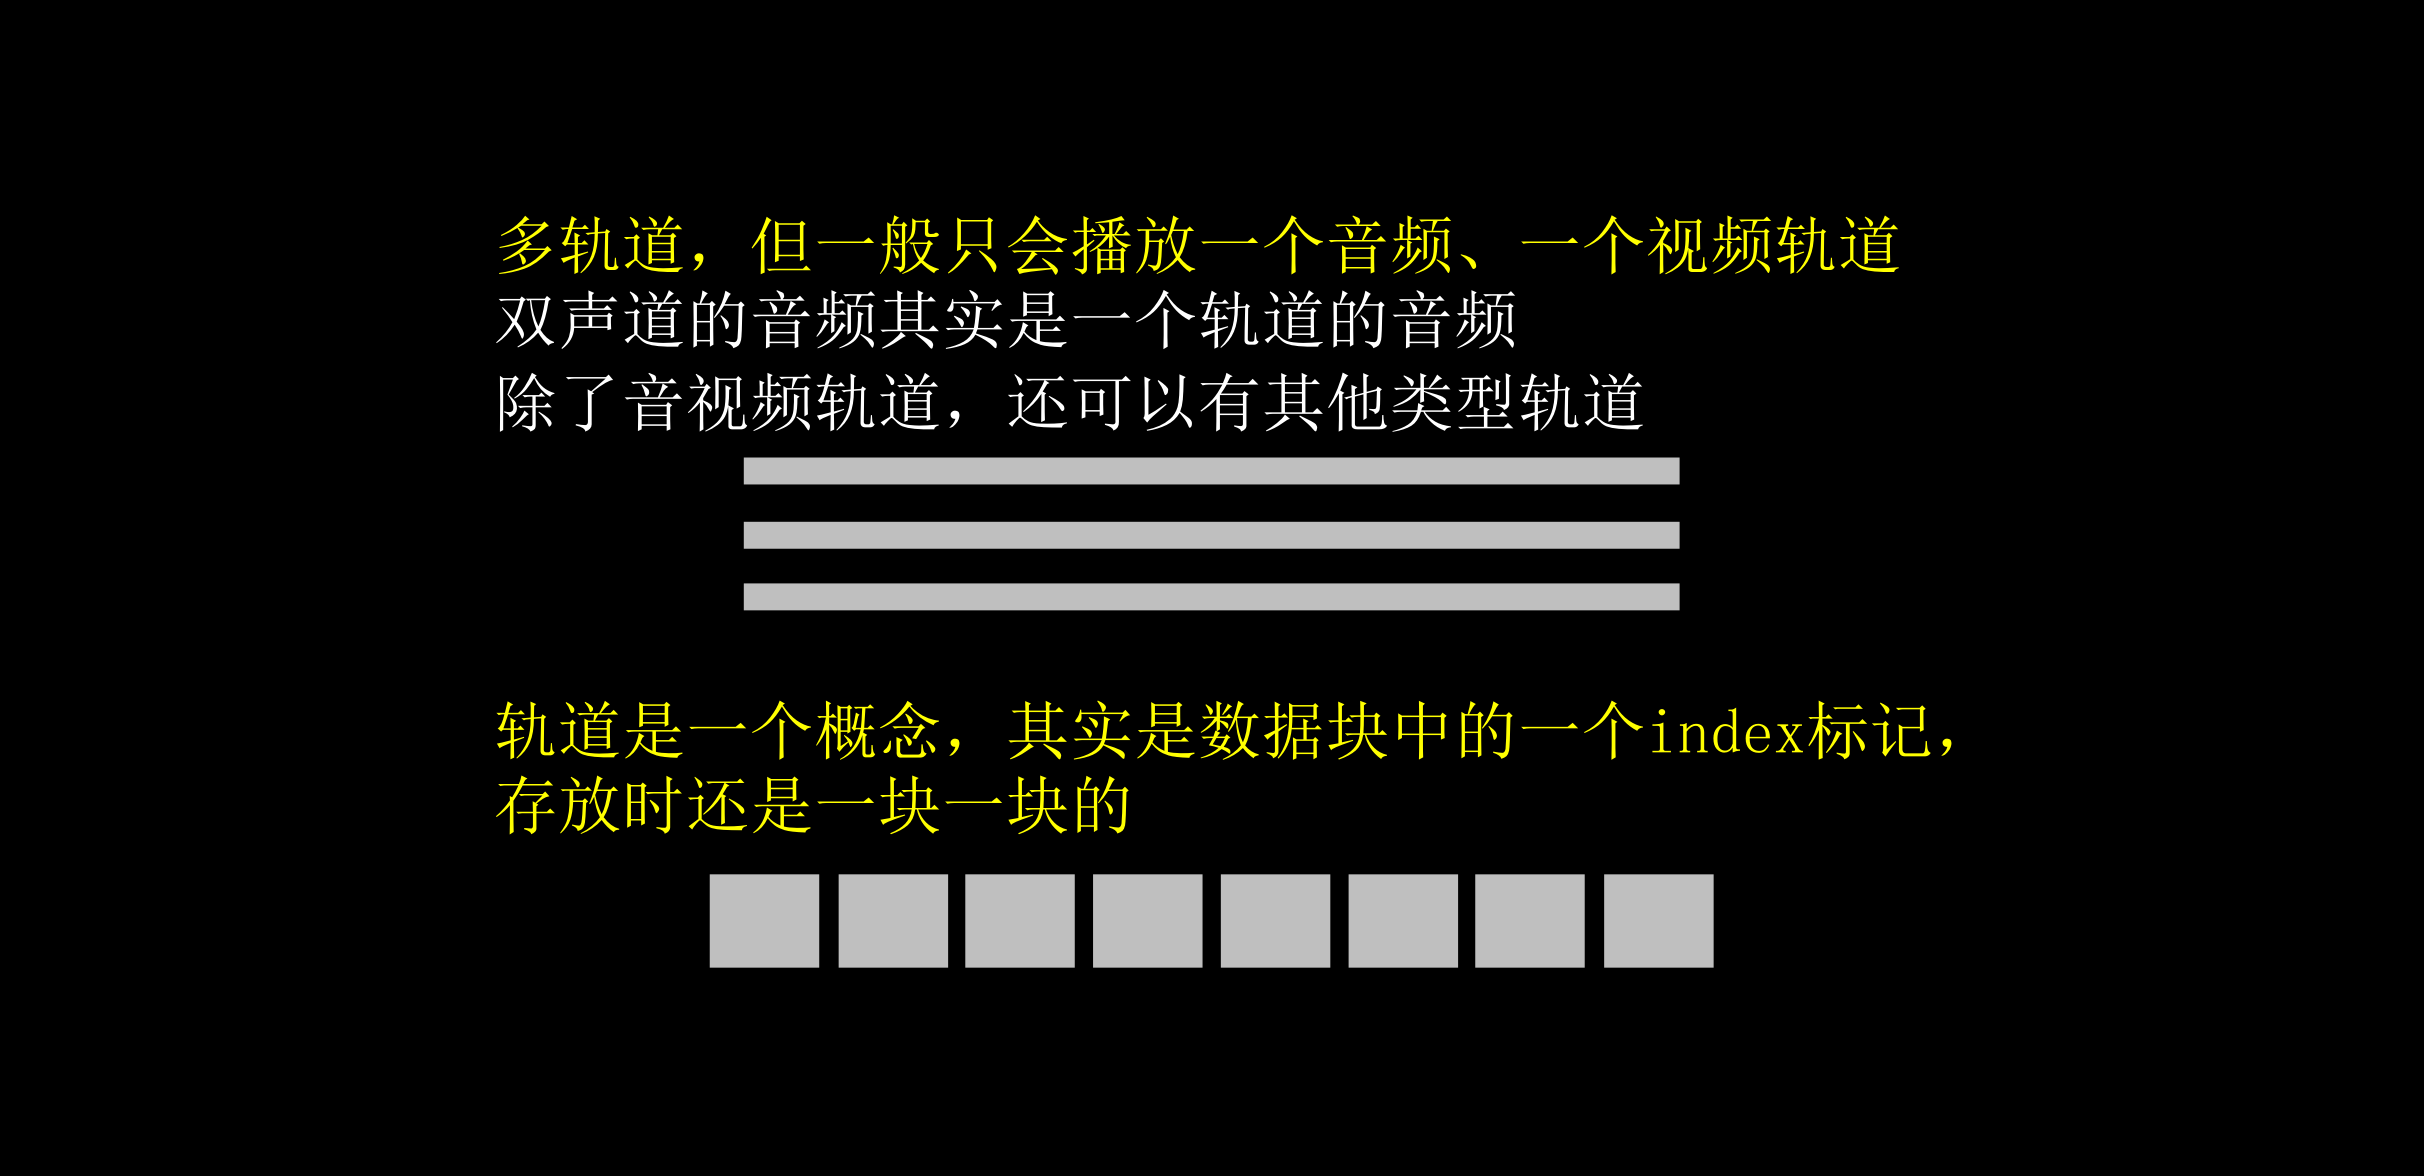 多轨道，但一般只会播放一个音频、一个视频轨道
双声道的音频其实是一个轨道的音频
除了音视频轨道，还可以有其他类型轨道
轨道是一个概念，其实是数据块中的一个index标记，
存放时还是一块一块的